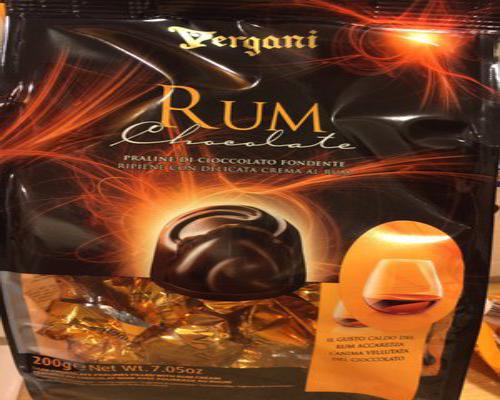 Vergani
RUM
Chocolate
PRALINE DI CIOCCOLATO FONDENTE
RIPIENE CON DELICATA CREMA AL RUM
IL GUSTO CALDO DEL
RUM ACCAREZZA
L'ANIMA VELLUTATA
DEL CIOCCOLATO
200g℮ Net Wt. 7.05oz